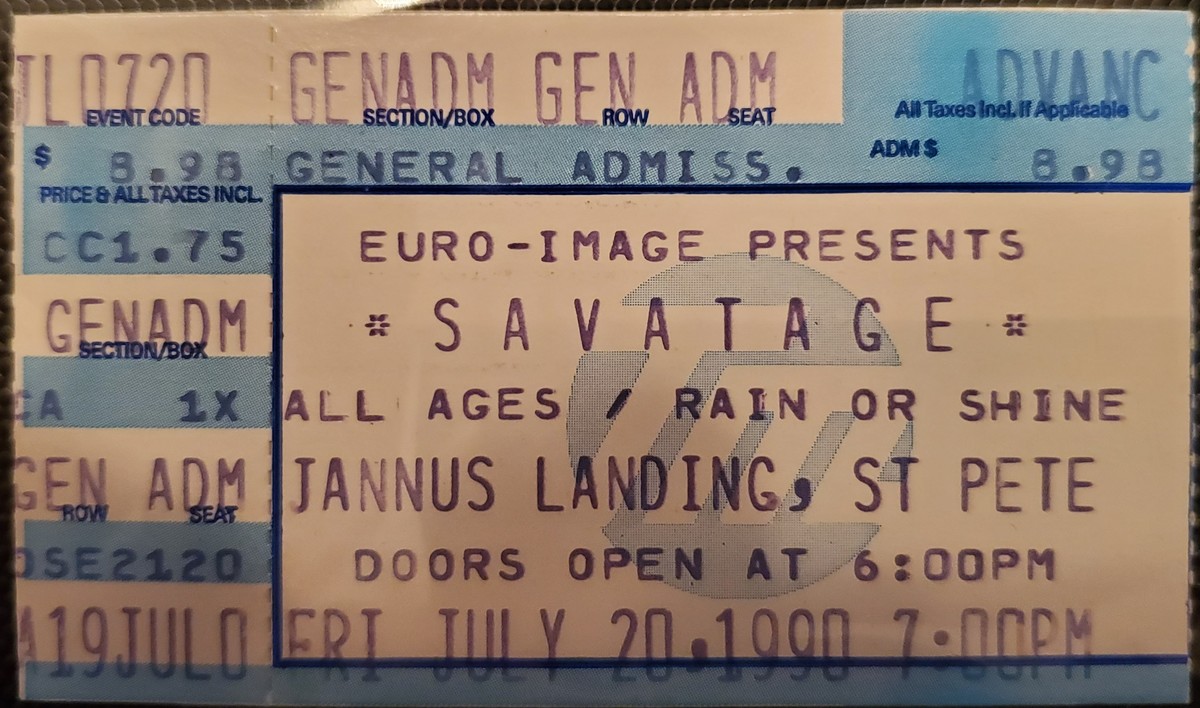 JL0720 GENADM GEN ADM ADVANC
EVENT CODE SECTION/BOX ROW SEAT All Taxes Incl. If Applicable
$ 8.98 GENERAL ADMISS. ADM $ 8.98
PRICE & ALL TAXES INCL.
CC1.75 EURO-IMAGE PRESENTS
GENADM * S A V A T A G E *
SECTION/BOX
CA 1X ALL AGES / RAIN OR SHINE
GEN ADM JANNUS LANDING, ST PETE
ROW SEAT
OSE2120 DOORS OPEN AT 6:00PM
A19JUL0 FRI JULY 20.1990 7:00PM